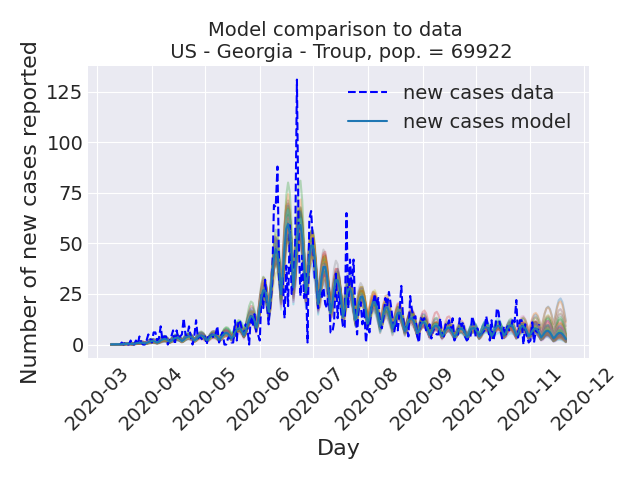 Model comparison to data
US - Georgia - Troup, pop. = 69922
Number of new cases reported
125
100
75
50
25
0
new cases data
new cases model
2020-03
2020-04
2020-05
2020-06
2020-07
2020-08
2020-09
2020-10
2020-11
2020-12
Day